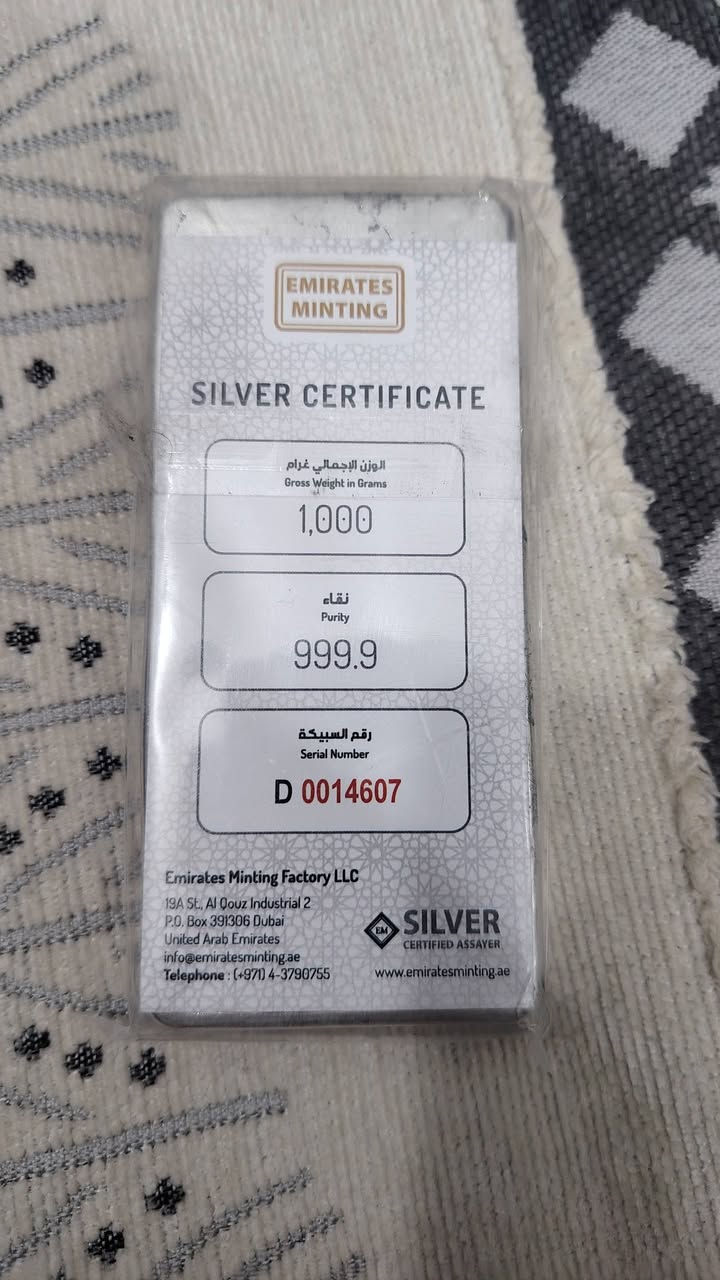 EMIRATES
MINTING
SILVER CERTIFICATE
الوزن الإجمالي غرام
Gross Weight in Grams
1,000
نقاء
Purity
999.9
رقم السبيكة
Serial Number
D 0014607
Emirates Minting Factory LLC
19A St., Al Qouz Industrial 2
P.O. Box 391306 Dubai
United Arab Emirates
info@emiratesminting.ae
Telephone : (+971) 4-3790755
EM
SILVER
CERTIFIED ASSAYER
www.emiratesminting.ae